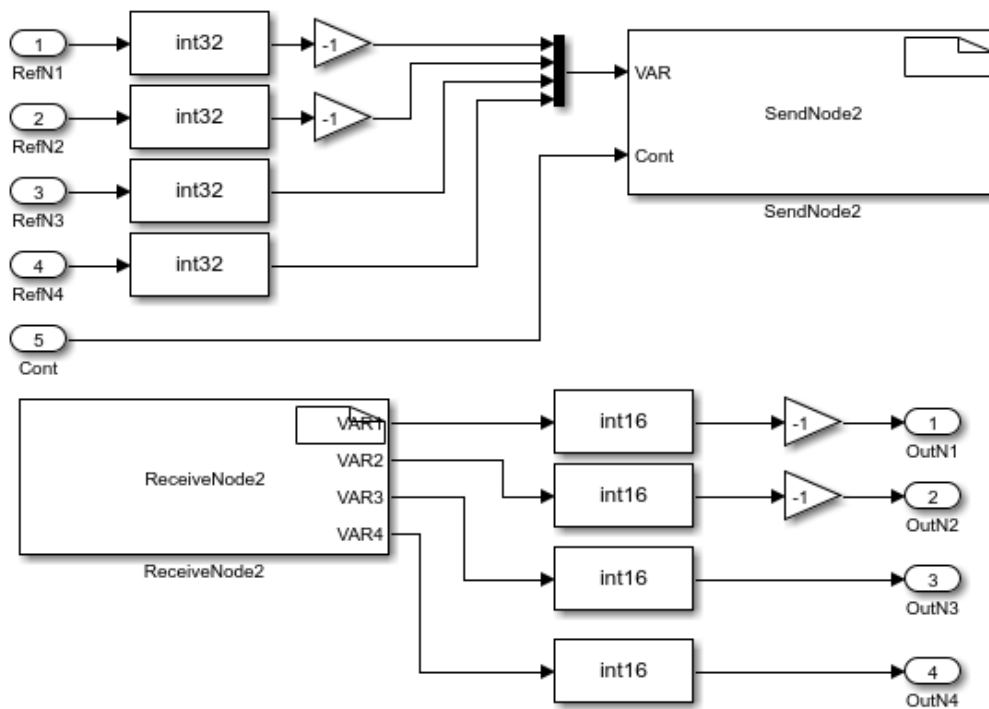 1
int32
-1
RefN1
2
int32
-1
RefN2
3
int32
RefN3
4
int32
RefN4
5
Cont
VAR
SendNode2
Cont
SendNode2
VAR1
VAR2
ReceiveNode2
VAR3
VAR4
ReceiveNode2
int16
-1
1
OutN1
int16
-1
2
OutN2
int16
3
OutN3
int16
4
OutN4